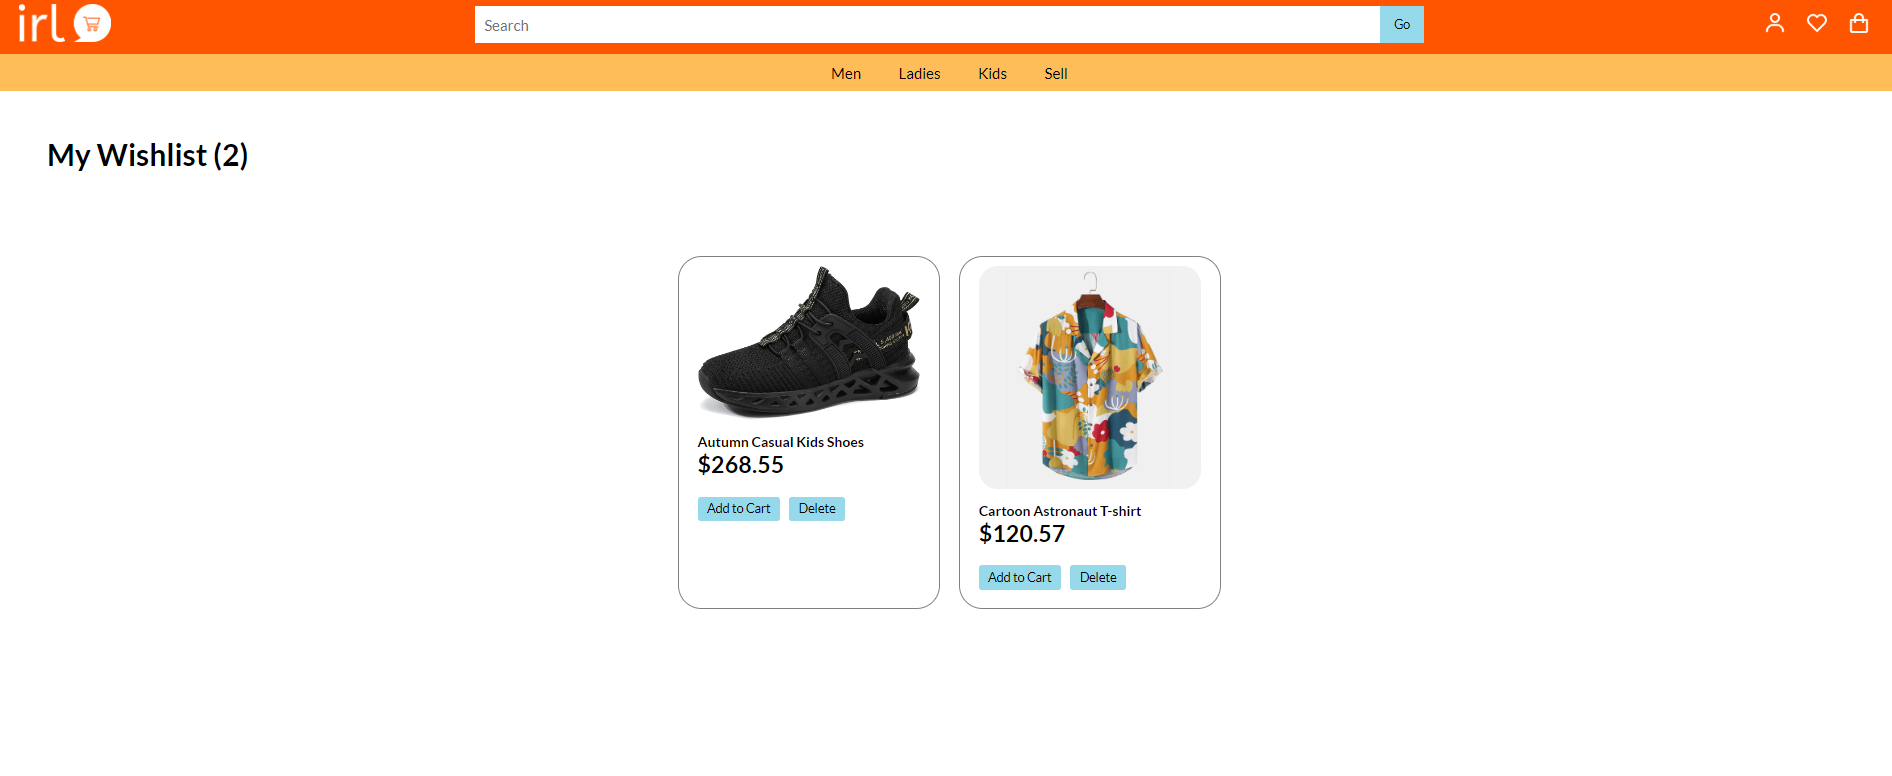 irl
Search
Go
Men
Ladies
Kids
Sell
My Wishlist (2)
Autumn Casual Kids Shoes
$268.55
Add to Cart
Delete
Cartoon Astronaut T-shirt
$120.57
Add to Cart
Delete